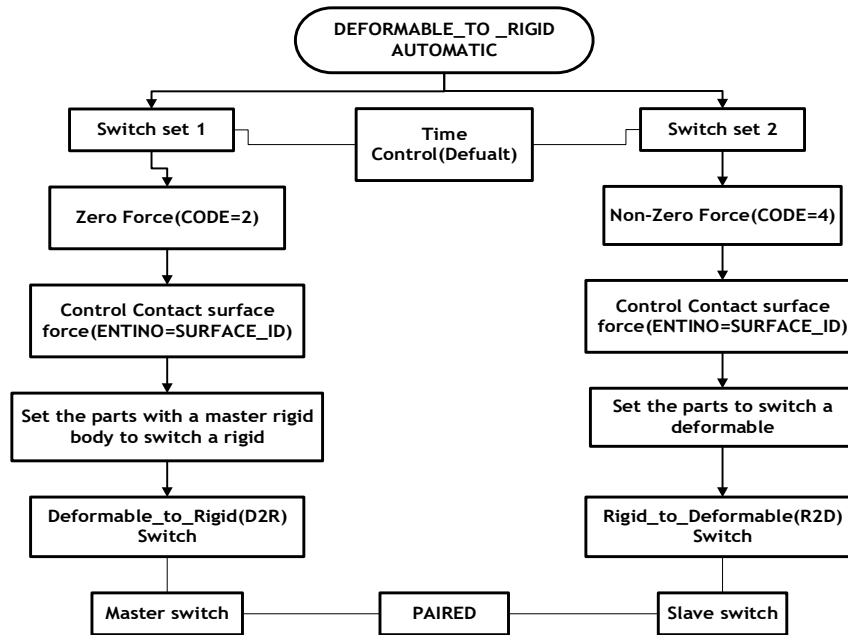 DEFORMABLE_TO _RIGID
AUTOMATIC
Switch set 1
Time
Control(Defualt)
Switch set 2
Zero Force(CODE=2)
Non-Zero Force(CODE=4)
Control Contact surface
force(ENTINO=SURFACE_ID)
Control Contact surface
force(ENTINO=SURFACE_ID)
Set the parts with a master rigid
body to switch a rigid
Set the parts to switch a
deformable
Deformable_to_Rigid(D2R)
Switch
Rigid_to_Deformable(R2D)
Switch
Master switch
PAIRED
Slave switch